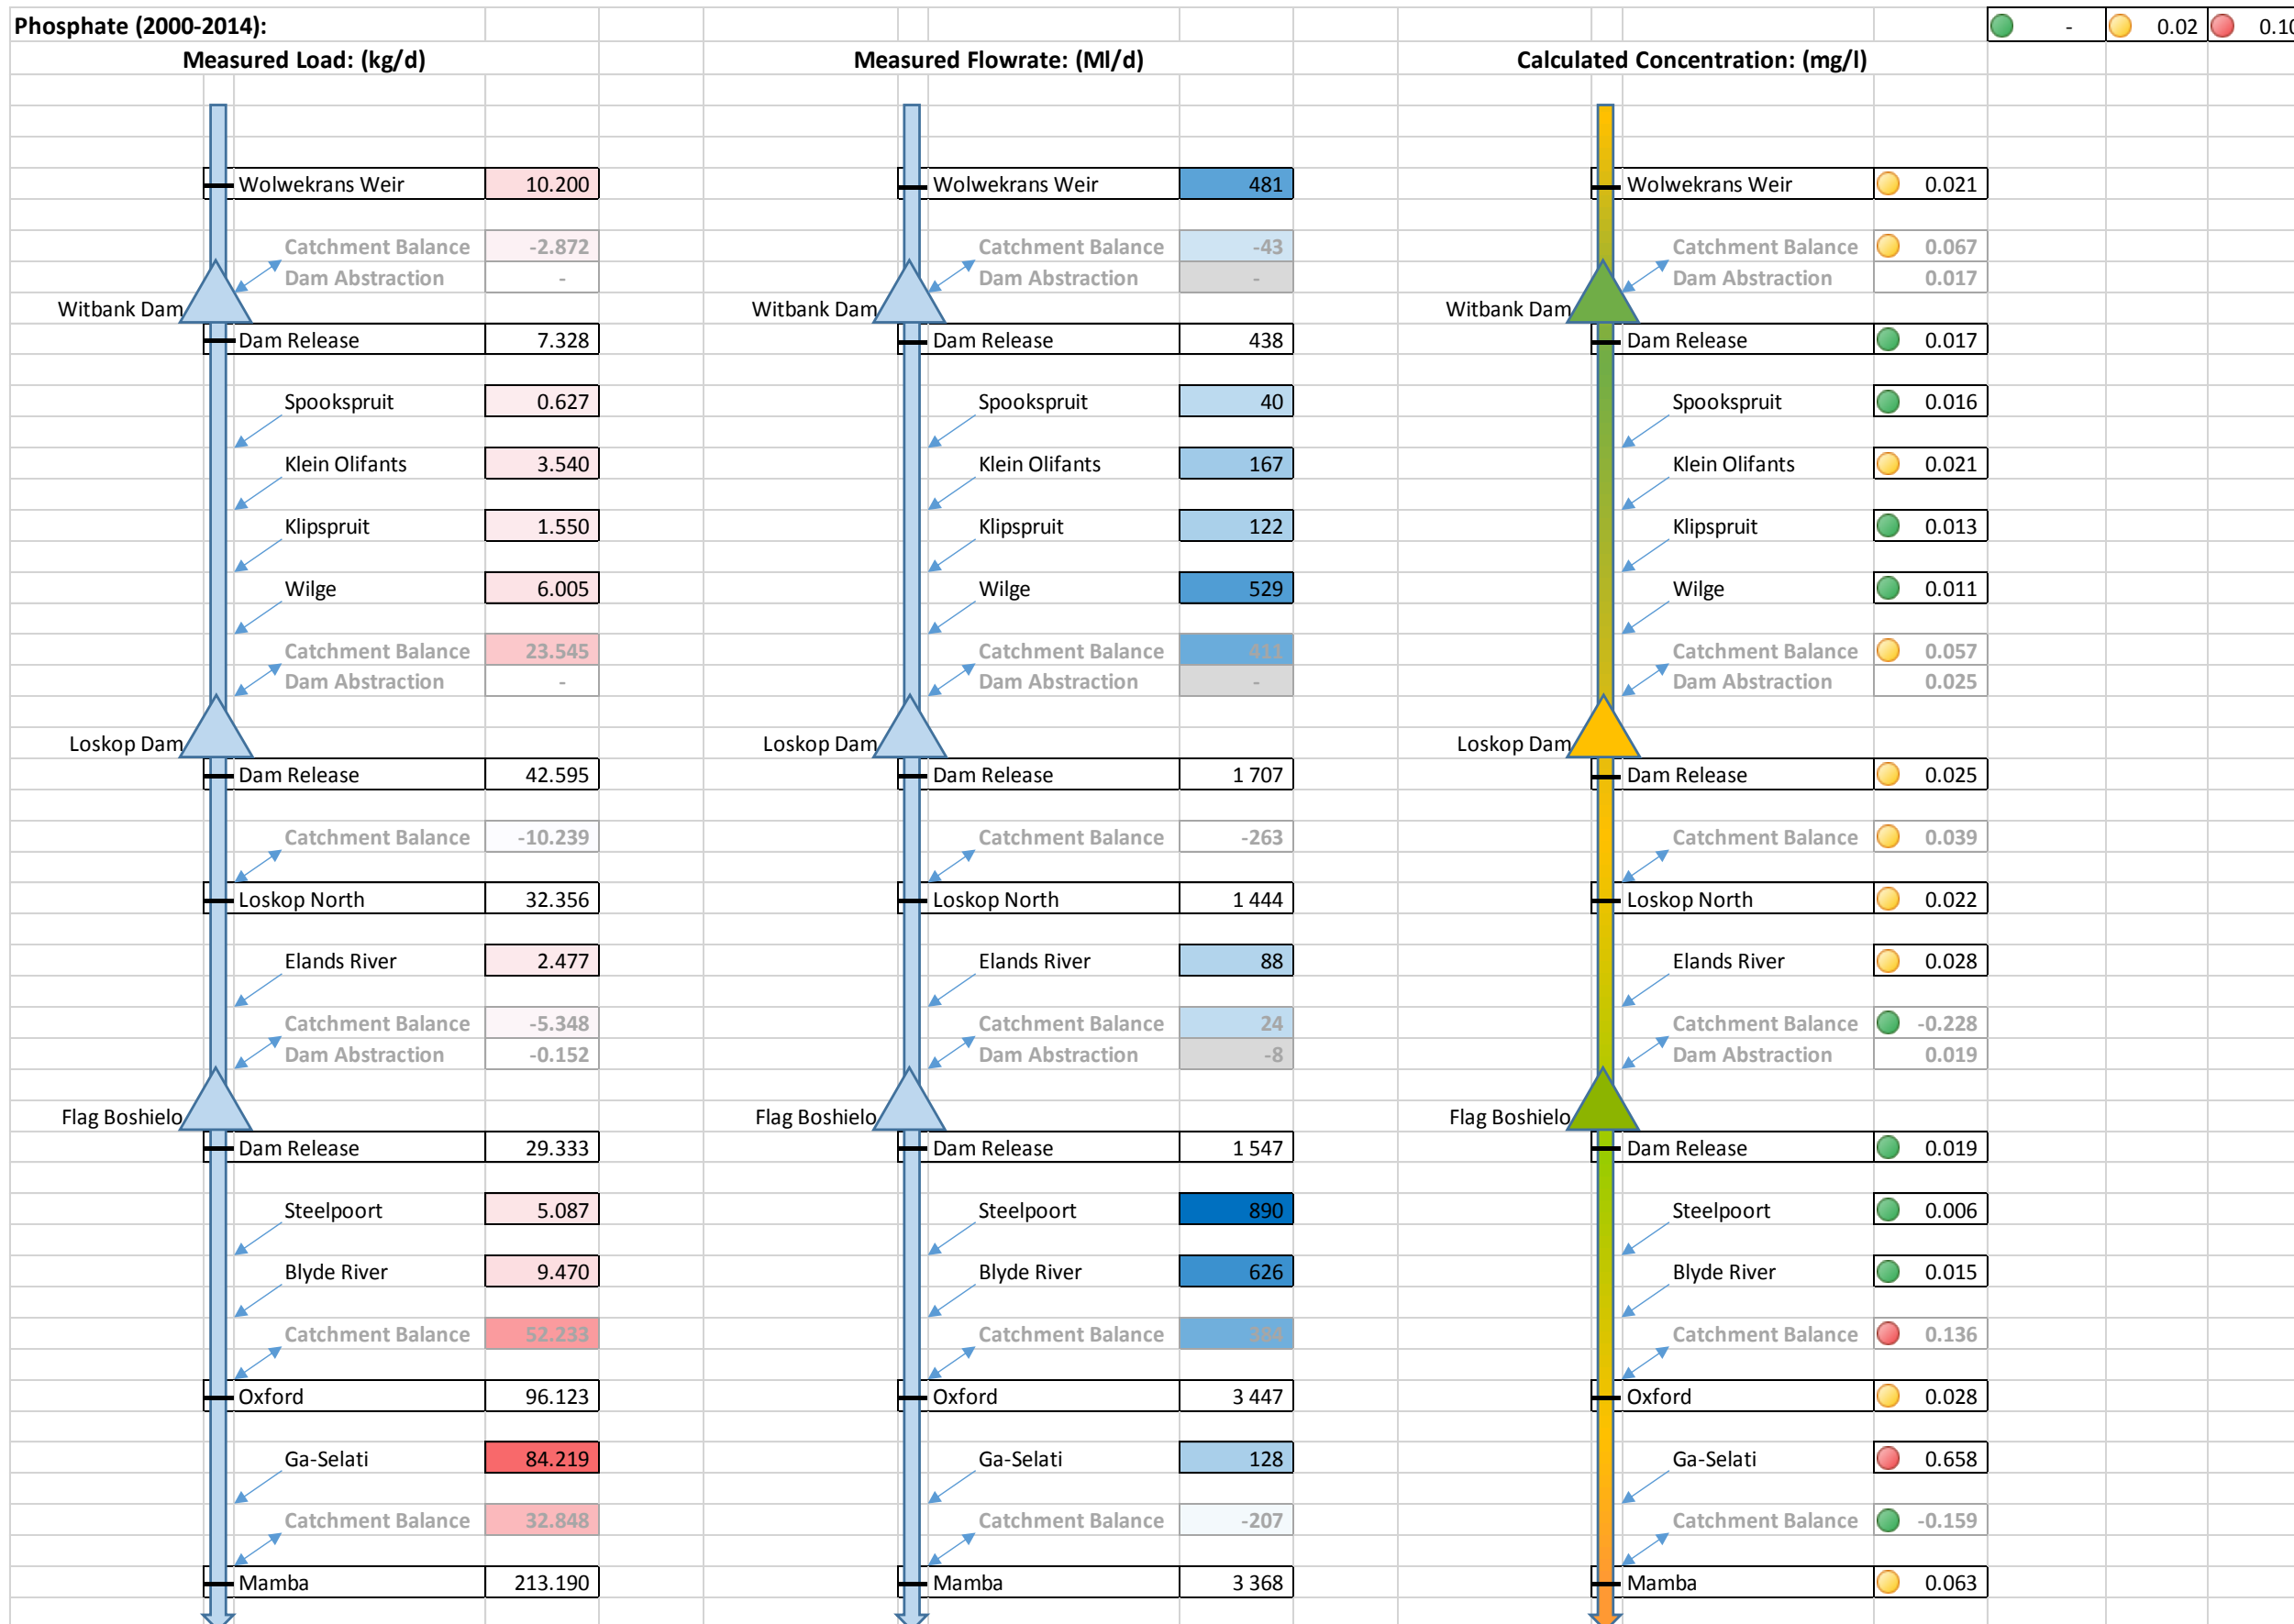 Phosphate (2000-2014): - 0.02 0.10
Measured Load: (kg/d) Measured Flowrate: (Ml/d) Calculated Concentration: (mg/l)
Wolwekrans Weir 10.200 Wolwekrans Weir 481 Wolwekrans Weir 0.021
Catchment Balance -2.872 Catchment Balance -43 Catchment Balance 0.067
Dam Abstraction - Dam Abstraction - Dam Abstraction 0.017
Witbank Dam Witbank Dam Witbank Dam
Dam Release 7.328 Dam Release 438 Dam Release 0.017
Spookspruit 0.627 Spookspruit 40 Spookspruit 0.016
Klein Olifants 3.540 Klein Olifants 167 Klein Olifants 0.021
Klipspruit 1.550 Klipspruit 122 Klipspruit 0.013
Wilge 6.005 Wilge 529 Wilge 0.011
Catchment Balance 23.545 Catchment Balance 411 Catchment Balance 0.057
Dam Abstraction - Dam Abstraction - Dam Abstraction 0.025
Loskop Dam Loskop Dam Loskop Dam
Dam Release 42.595 Dam Release 1 707 Dam Release 0.025
Catchment Balance -10.239 Catchment Balance -263 Catchment Balance 0.039
Loskop North 32.356 Loskop North 1 444 Loskop North 0.022
Elands River 2.477 Elands River 88 Elands River 0.028
Catchment Balance -5.348 Catchment Balance 24 Catchment Balance -0.228
Dam Abstraction -0.152 Dam Abstraction -8 Dam Abstraction 0.019
Flag Boshielo Flag Boshielo Flag Boshielo
Dam Release 29.333 Dam Release 1 547 Dam Release 0.019
Steelpoort 5.087 Steelpoort 890 Steelpoort 0.006
Blyde River 9.470 Blyde River 626 Blyde River 0.015
Catchment Balance 52.233 Catchment Balance 384 Catchment Balance 0.136
Oxford 96.123 Oxford 3 447 Oxford 0.028
Ga-Selati 84.219 Ga-Selati 128 Ga-Selati 0.658
Catchment Balance 32.848 Catchment Balance -207 Catchment Balance -0.159
Mamba 213.190 Mamba 3 368 Mamba 0.063